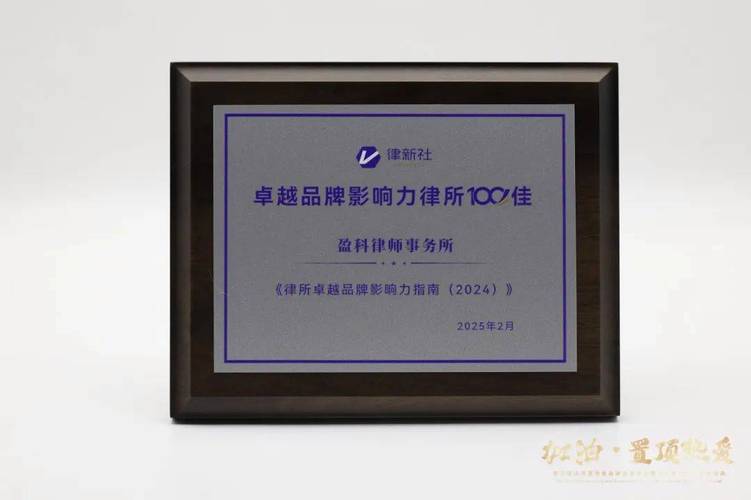 律新社
卓越品牌影响力律所100佳
盈科律师事务所
《律所卓越品牌影响力指南（2024）》
2025年2月
加油·置顶热爱